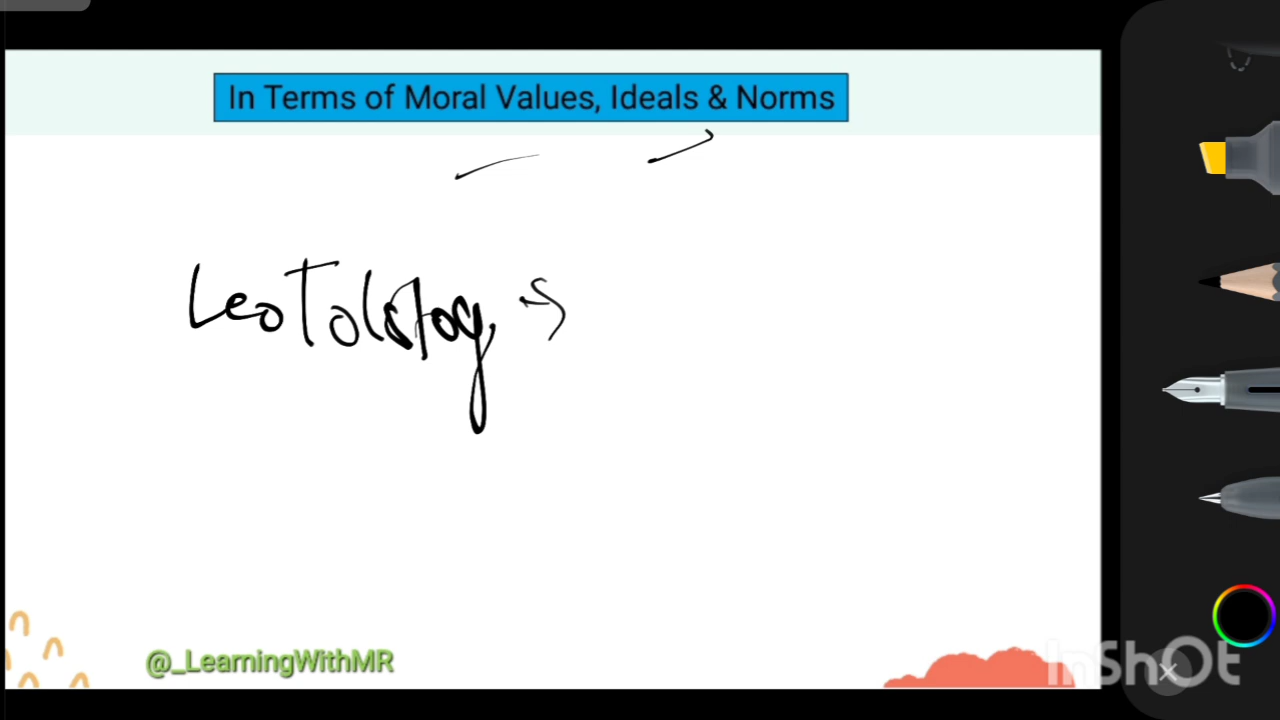 In Terms of Moral Values, Ideals & Norms
Leo Tolstoy
@_LearningWithMR
InShOt